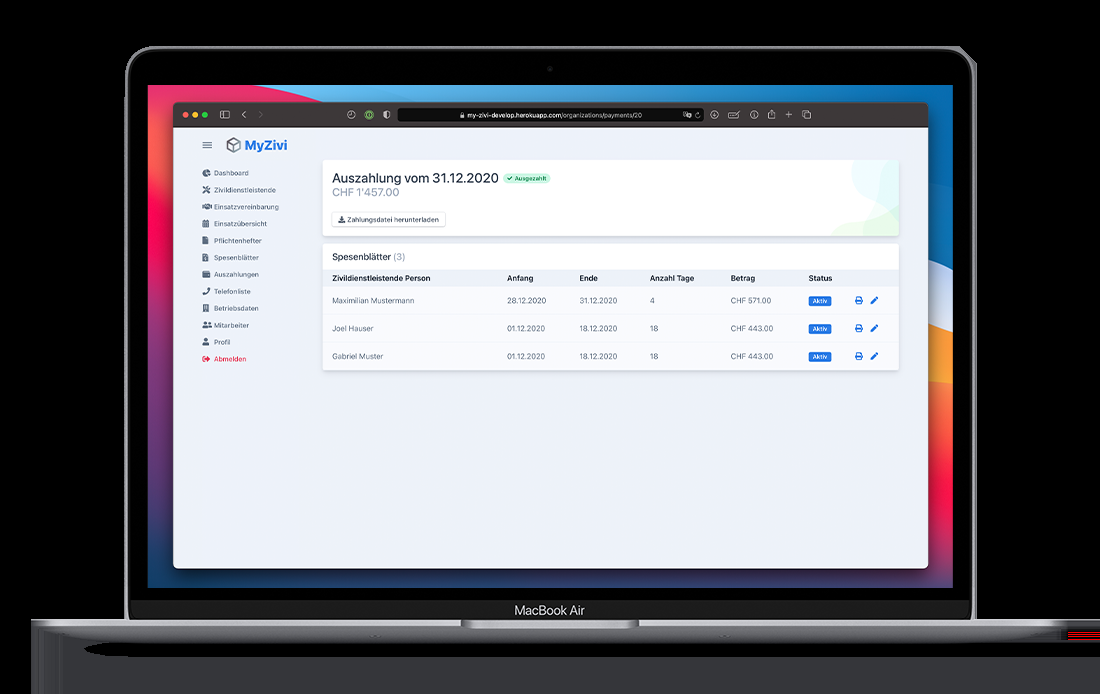 my-zivi-develop.herokuapp.com/organizations/payments/20
MyZivi
Dashboard
Zivildienstleistende
Einsatzvereinbarung
Einsatzübersicht
Pflichtenhefter
Spesenblätter
Auszahlungen
Telefonliste
Betriebsdaten
Mitarbeiter
Profil
Abmelden
Auszahlung vom 31.12.2020 Ausgezahlt
CHF 1'457.00
Zahlungsdatei herunterladen
Spesenblätter (3)
Zivildienstleistende Person Anfang Ende Anzahl Tage Betrag Status
Maximilian Mustermann 28.12.2020 31.12.2020 4 CHF 571.00 Aktiv
Joel Hauser 01.12.2020 18.12.2020 18 CHF 443.00 Aktiv
Gabriel Muster 01.12.2020 18.12.2020 18 CHF 443.00 Aktiv
MacBook Air